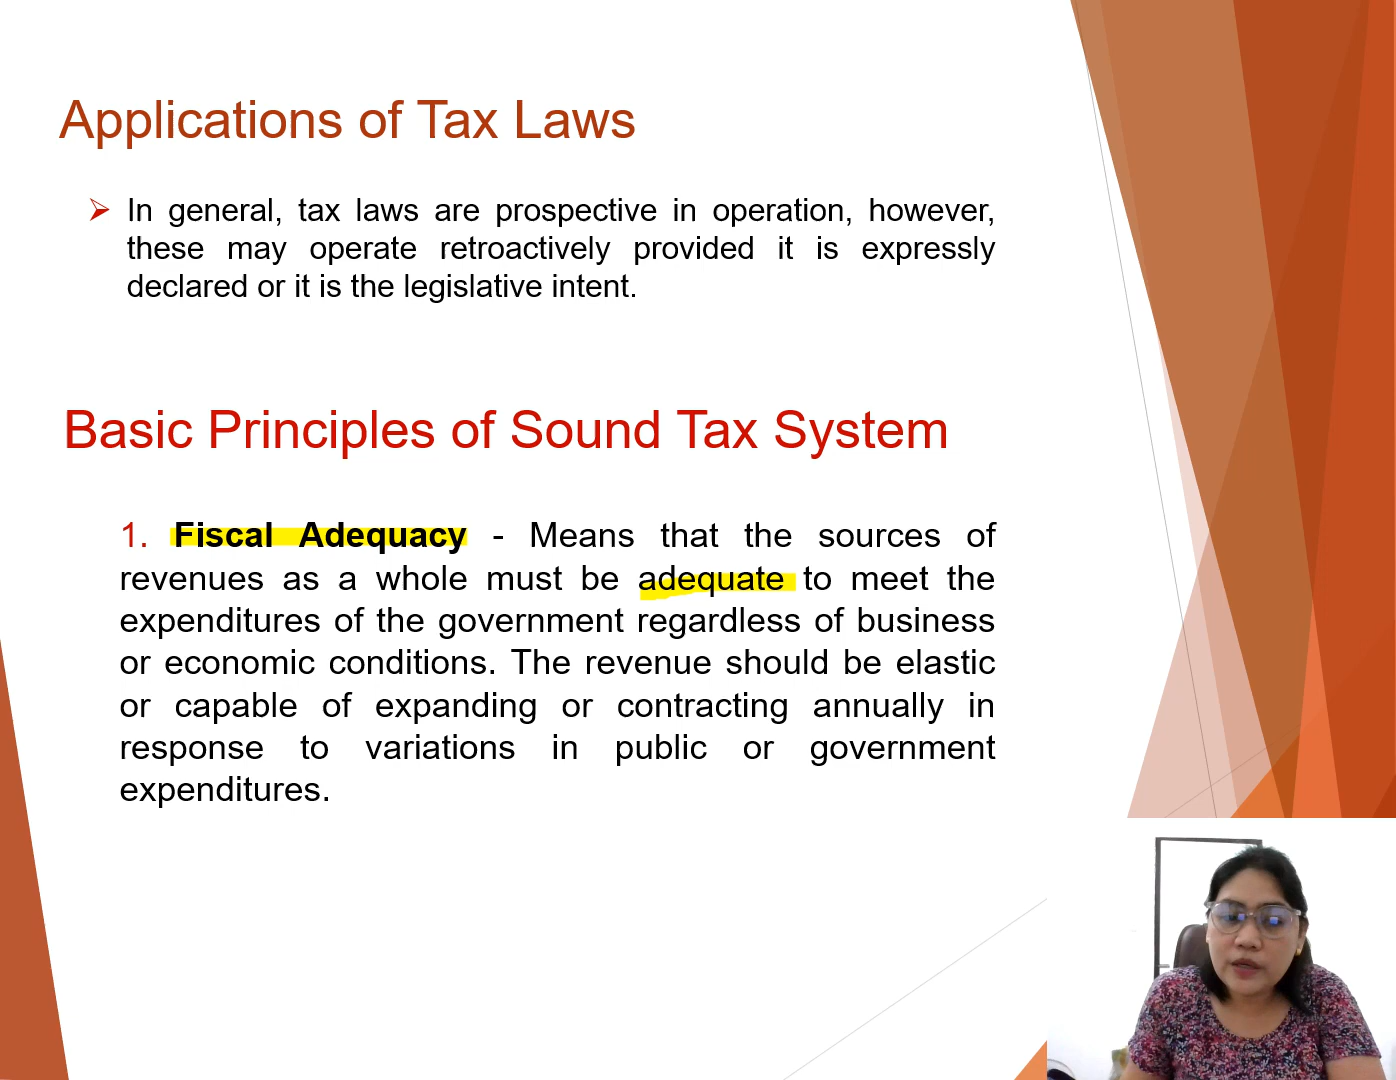 Applications of Tax Laws
➢ In general, tax laws are prospective in operation, however,
these may operate retroactively provided it is expressly
declared or it is the legislative intent.
Basic Principles of Sound Tax System
1. Fiscal Adequacy - Means that the sources of
revenues as a whole must be adequate to meet the
expenditures of the government regardless of business
or economic conditions. The revenue should be elastic
or capable of expanding or contracting annually in
response to variations in public or government
expenditures.